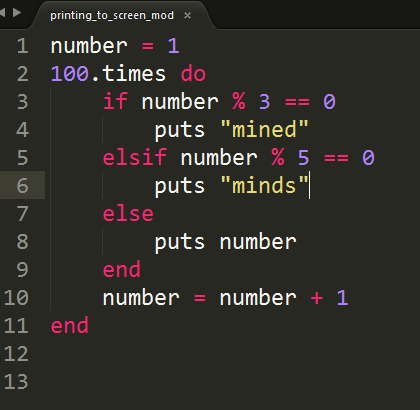 printing_to_screen_mod ×
1 number = 1
2 100.times do
3     if number % 3 == 0
4         puts "mined"
5     elsif number % 5 == 0
6         puts "minds"
7     else
8         puts number
9     end
10     number = number + 1
11 end
12
13